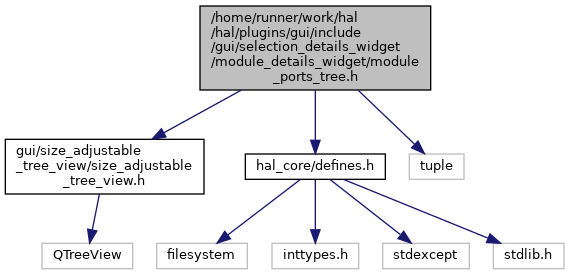 /home/runner/work/hal
/hal/plugins/gui/include
/gui/selection_details_widget
/module_details_widget/module
_ports_tree.h
gui/size_adjustable
_tree_view/size_adjustable
_tree_view.h
hal_core/defines.h
tuple
QTreeView
filesystem
inttypes.h
stdexcept
stdlib.h